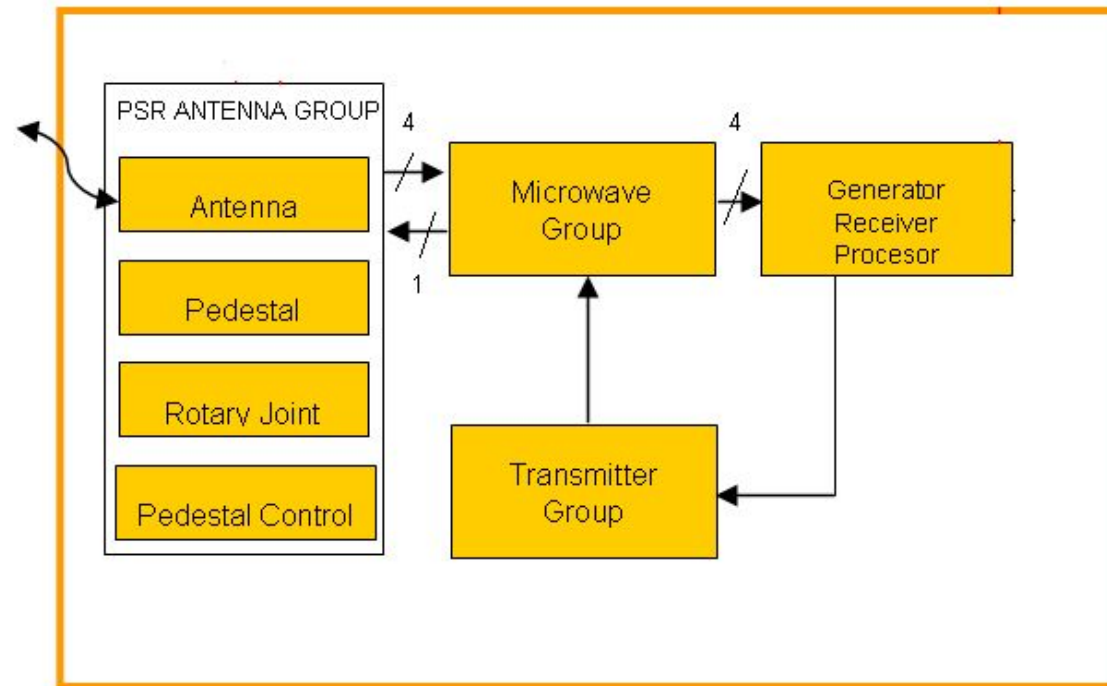 PSR ANTENNA GROUP
Antenna
Pedestal
Rotary Joint
Pedestal Control
4
1
Microwave
Group
4
Generator
Receiver
Procesor
Transmitter
Group